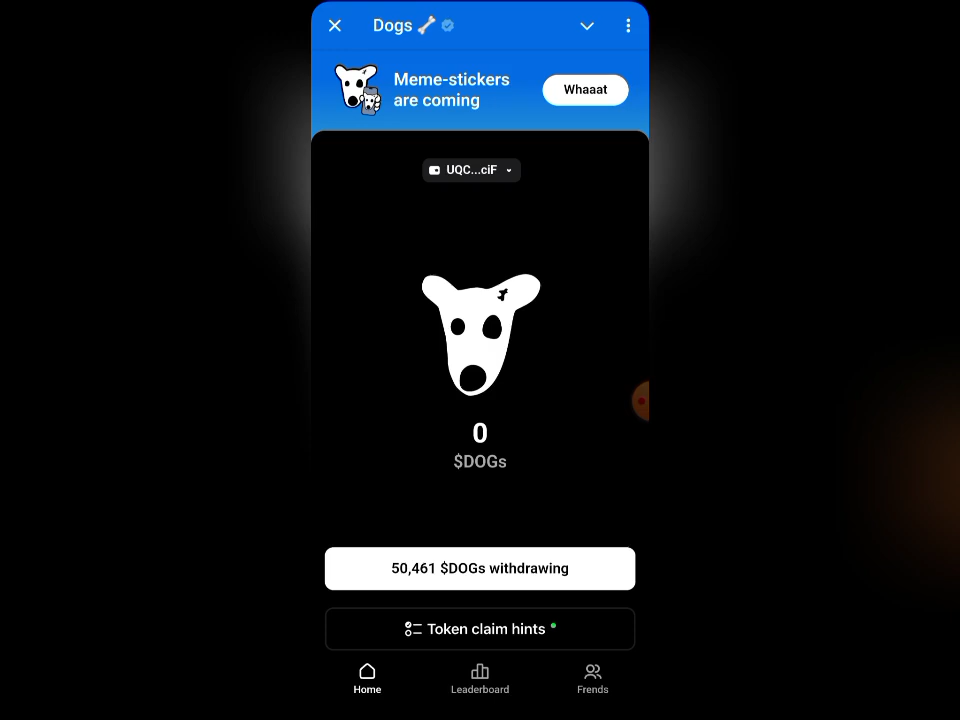 Dogs
Meme-stickers
are coming
Whaaat
UQC...ciF
0
$DOGs
50,461 $DOGs withdrawing
Token claim hints
Home
Leaderboard
Frends